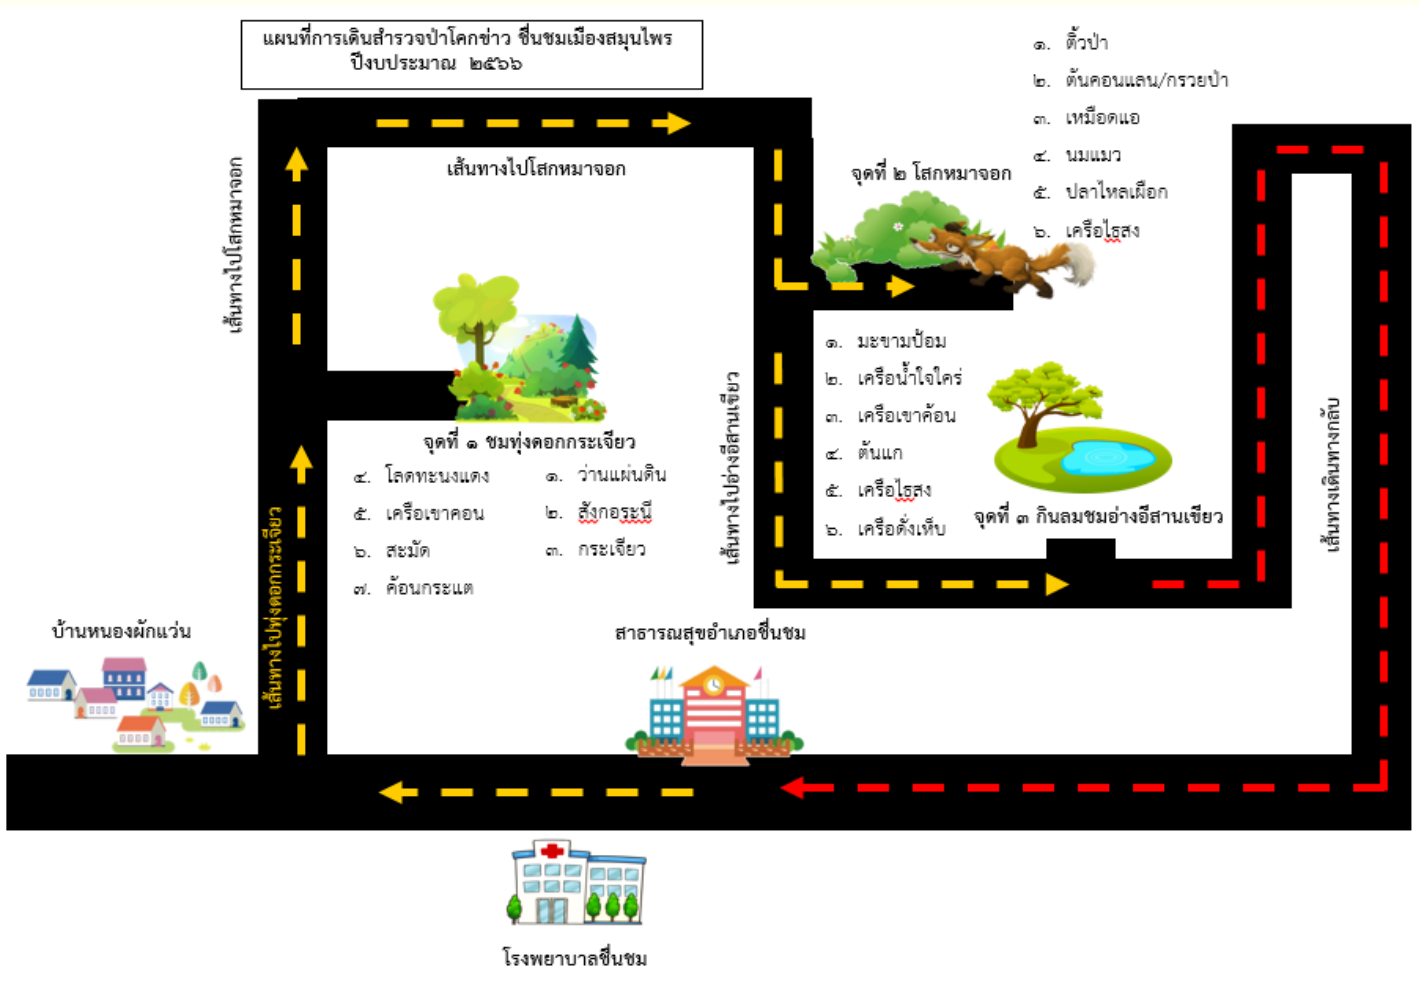 แผนที่การเดินสำรวจป่าโคกข่าว ชื่นชมเมืองสมุนไพร
ปีงบประมาณ ๒๕๖๖
๑. ติ้วป่า
๒. ต้นคอนแลน/กรวยป่า
๓. เหมือดแอ
๔. นมแมว
๕. ปลาไหลเผือก
๖. เครือไธสง
เส้นทางไปโสกหมาจอก
เส้นทางไปโสกหมาจอก
จุดที่ ๒ โสกหมาจอก
๑. มะขามป้อม
๒. เครือน้ำใจใคร่
๓. เครือเขาค้อน
๔. ต้นแก
๕. เครือไธสง
๖. เครือดั่งเห็บ
เส้นทางไปอ่างอีสานเขียว
จุดที่ ๓ กินลมชมอ่างอีสานเขียว
เส้นทางเดินทางกลับ
จุดที่ ๑ ชมทุ่งดอกกระเจียว
๔. โลดทะนงแดง
๕. เครือเขาคอน
๖. สะมัด
๗. ค้อนกระแต
๑. ว่านแผ่นดิน
๒. สังกอระนี
๓. กระเจียว
เส้นทางไปทุ่งดอกกระเจียว
บ้านหนองผักแว่น
สาธารณสุขอำเภอชื่นชม
โรงพยาบาลชื่นชม